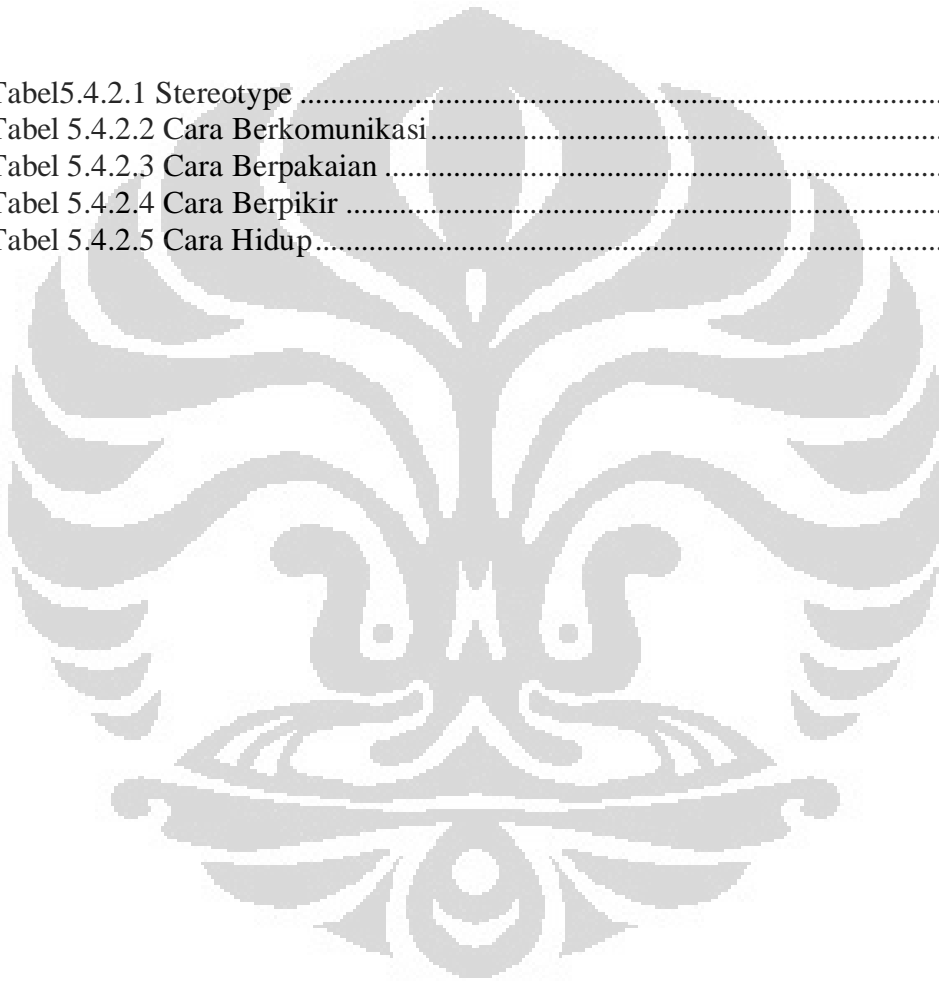 Tabel5.4.2.1 Stereotype ....................................................................................
Tabel 5.4.2.2 Cara Berkomunikasi....................................................................
Tabel 5.4.2.3 Cara Berpakaian .........................................................................
Tabel 5.4.2.4 Cara Berpikir ..............................................................................
Tabel 5.4.2.5 Cara Hidup..................................................................................